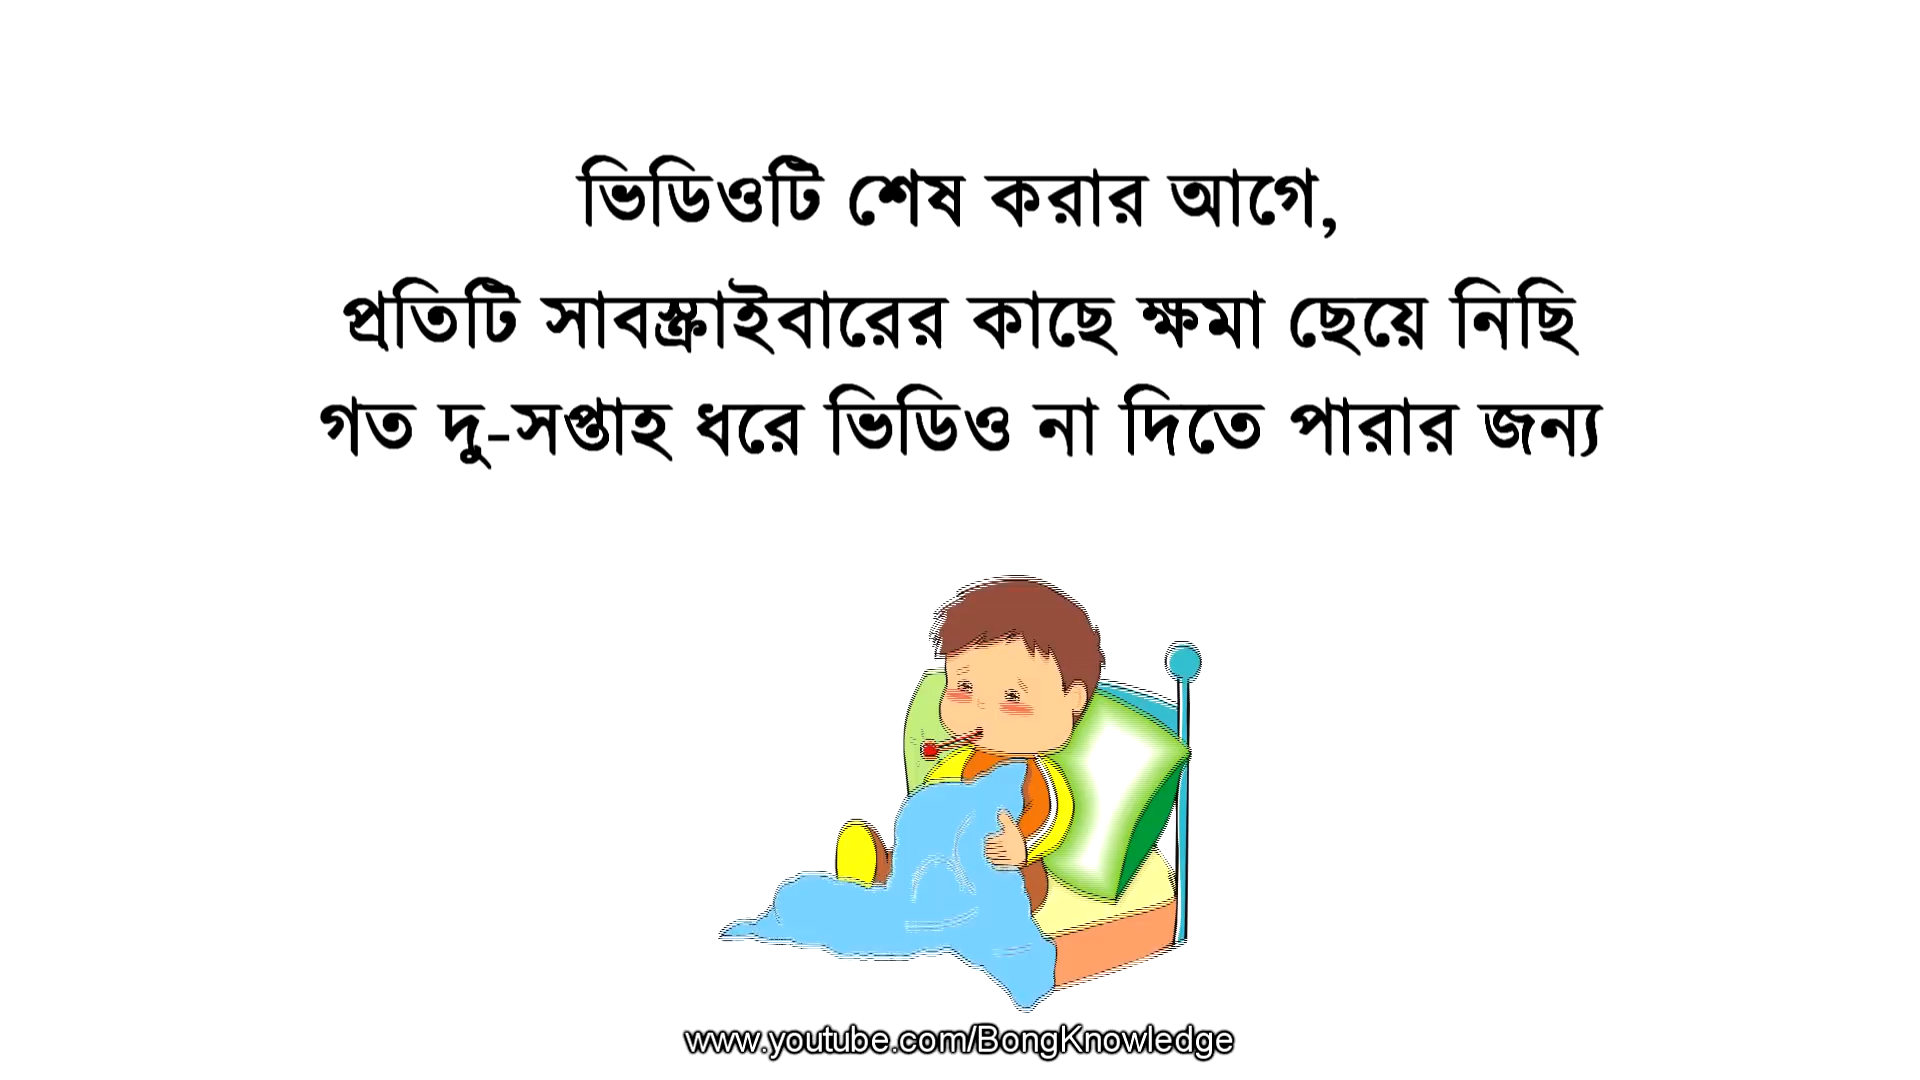 ভিডিওটি শেষ করার আগে,
প্রতিটি সাবস্ক্রাইবারের কাছে ক্ষমা ছেয়ে নিছি
গত দু-সপ্তাহ ধরে ভিডিও না দিতে পারার জন্য
www.youtube.com/BongKnowledge